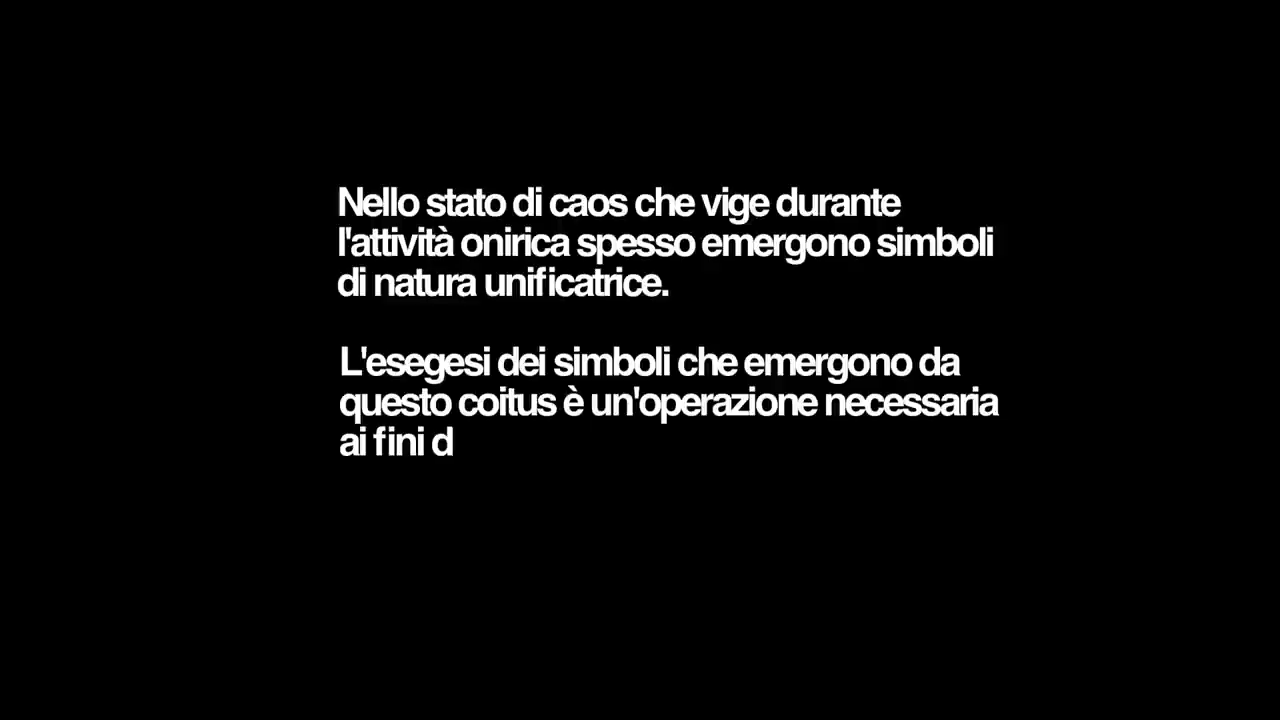 Nello stato di caos che vige durante
l'attività onirica spesso emergono simboli
di natura unificatrice.
L'esegesi dei simboli che emergono da
questo coitus è un'operazione necessaria
ai fini d